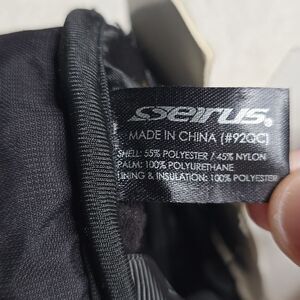 seirus®
MADE IN CHINA (#92QC)
SHELL: 55% POLYESTER / 45% NYLON
PALM: 100% POLYURETHANE
LINING & INSULATION: 100% POLYESTER